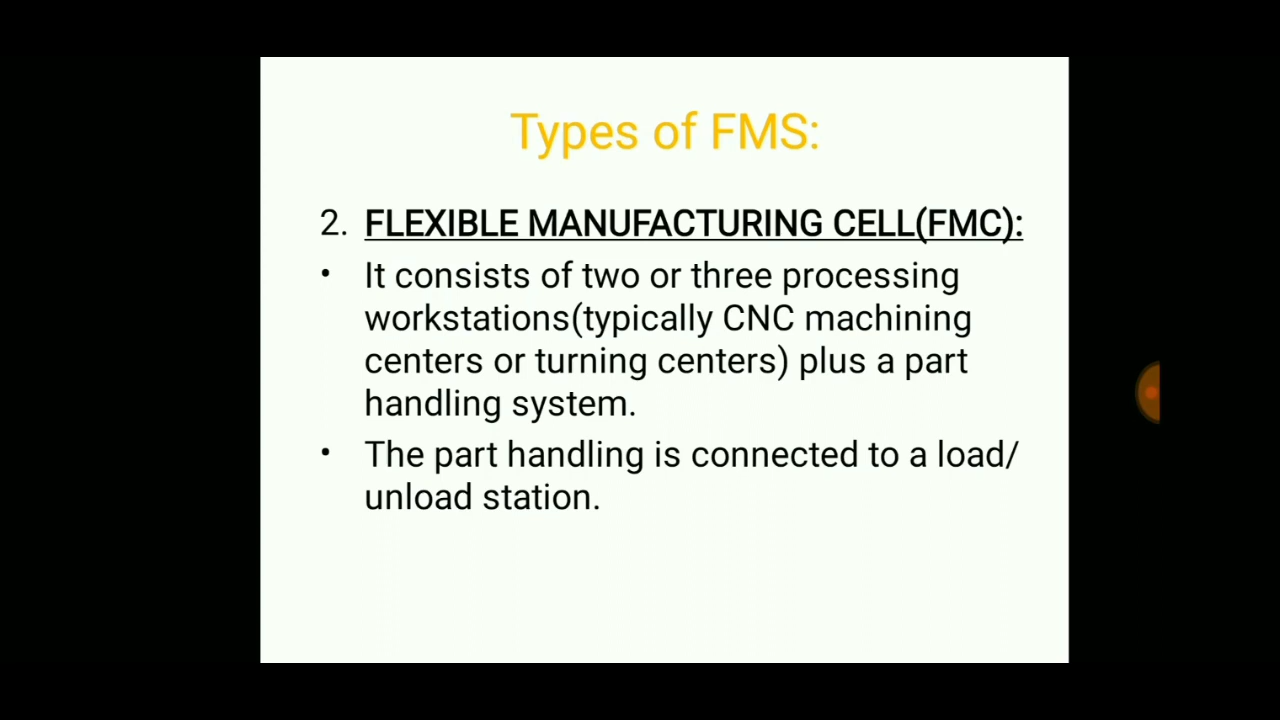 Types of FMS:
2. FLEXIBLE MANUFACTURING CELL(FMC):
• It consists of two or three processing
workstations(typically CNC machining
centers or turning centers) plus a part
handling system.
• The part handling is connected to a load/
unload station.